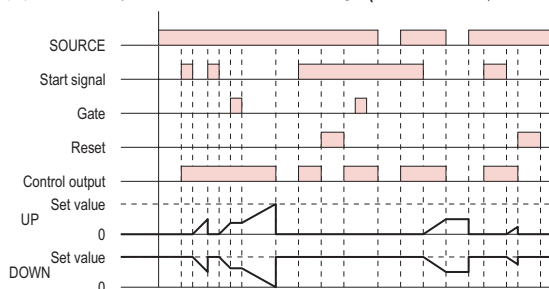 SOURCE
Start signal
Gate
Reset
Control output
Set value
UP
0
Set value
DOWN
0